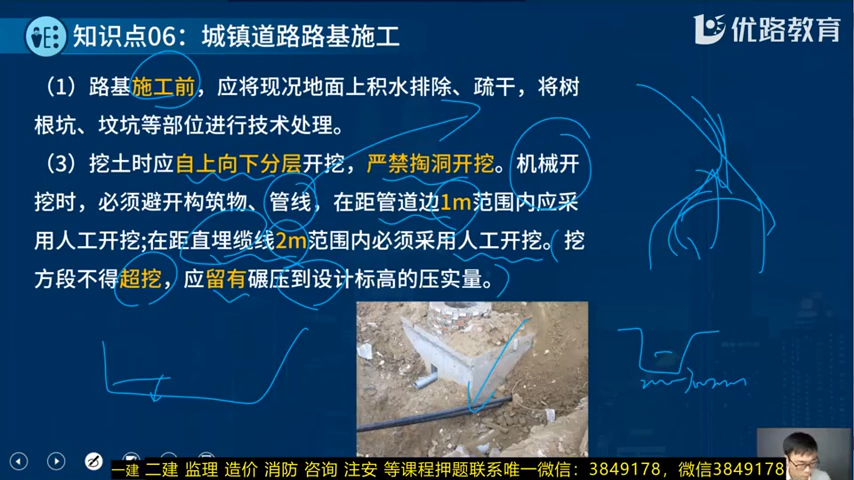 知识点06：城镇道路路基施工
优路教育
（1）路基施工前，应将现况地面上积水排除、疏干，将树
根坑、坟坑等部位进行技术处理。
（3）挖土时应自上向下分层开挖，严禁掏洞开挖。机械开
挖时，必须避开构筑物、管线，在距管道边1m范围内应采
用人工开挖;在距直埋缆线2m范围内必须采用人工开挖。挖
方段不得超挖，应留有碾压到设计标高的压实量。
一建 二建 监理 造价 消防 咨询 注安 等课程押题联系唯一微信：3849178，微信3849178